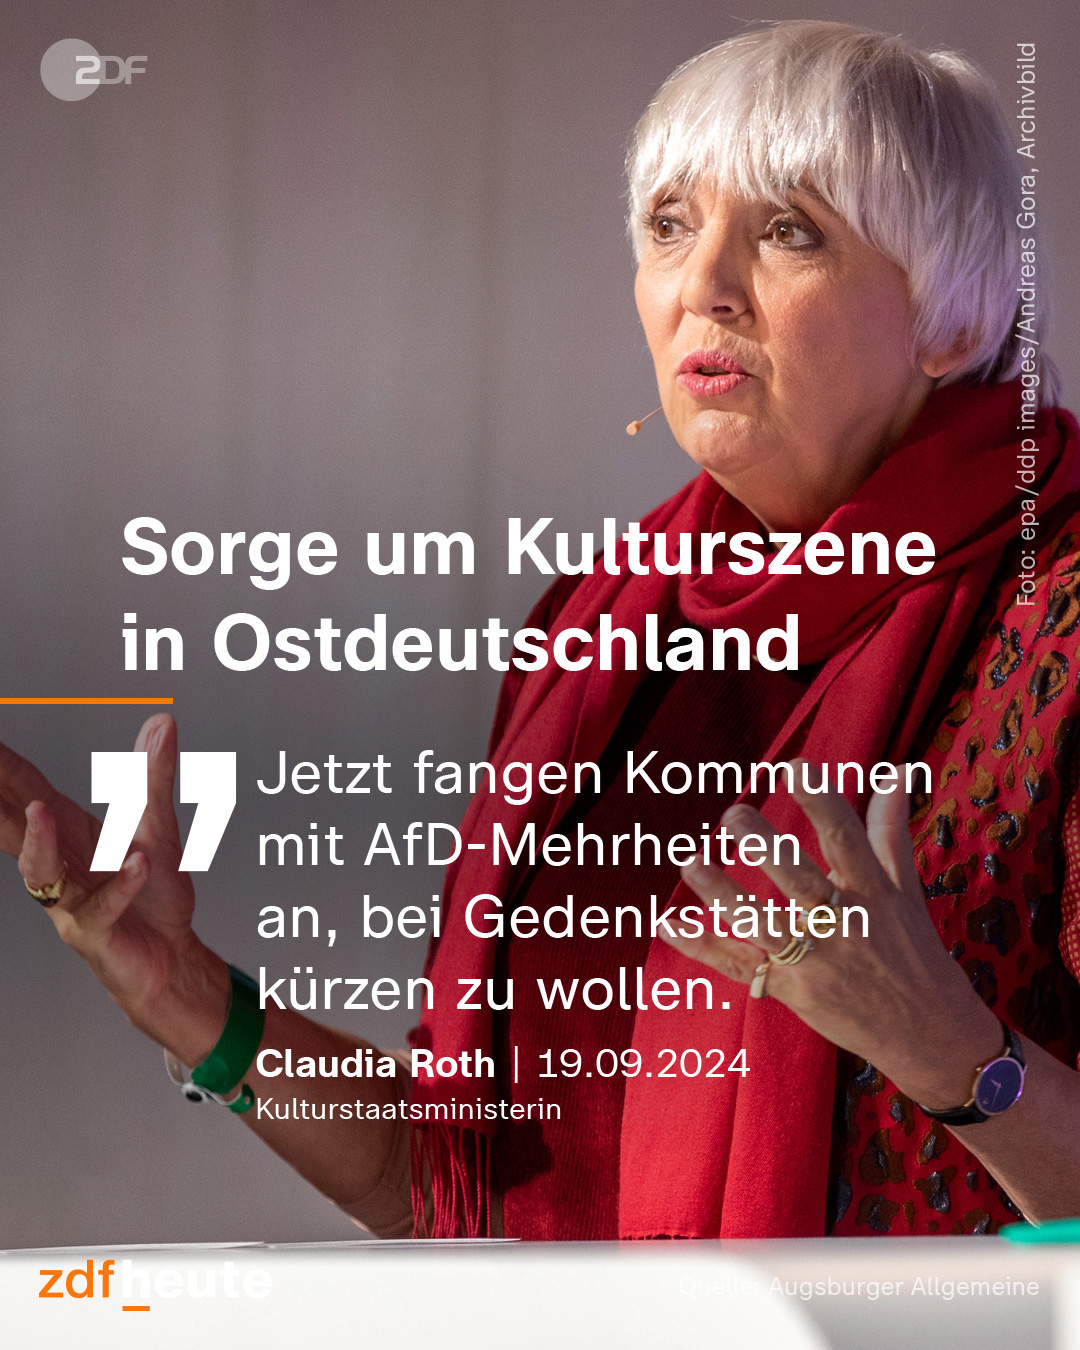 ZDF
Foto: epa/ddp images/Andreas Gora, Archivbild
Sorge um Kulturszene
in Ostdeutschland
” Jetzt fangen Kommunen
mit AfD-Mehrheiten
an, bei Gedenkstätten
kürzen zu wollen.
Claudia Roth | 19.09.2024
Kulturstaatsministerin
zdfheute
Quelle: Augsburger Allgemeine